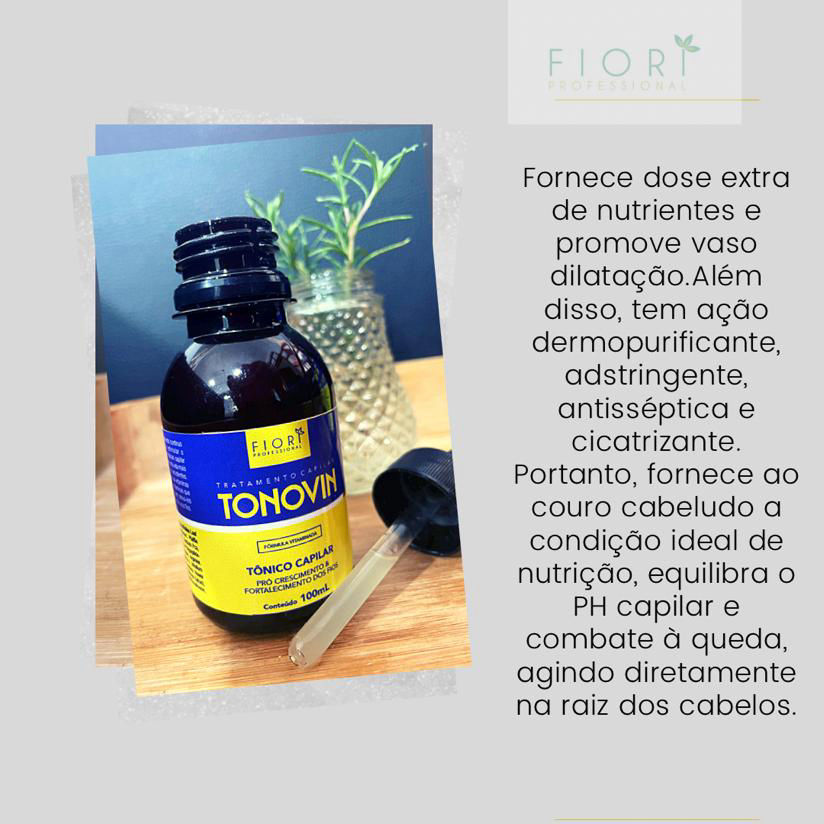 FIORI
PROFESSIONAL
Fornece dose extra
de nutrientes e
promove vaso
dilatação.Além
disso, tem ação
dermopurificante,
adstringente,
antisséptica e
cicatrizante.
Portanto, fornece ao
couro cabeludo a
condição ideal de
nutrição, equilibra o
PH capilar e
combate à queda,
agindo diretamente
na raiz dos cabelos.
FIORI
PROFESSIONAL
TRATAMENTO CAPILAR
TONOVIN
FÓRMULA VITAMINADA
TÔNICO CAPILAR
PRÓ CRESCIMENTO &
FORTALECIMENTO DOS FIOS
Conteúdo 100mL